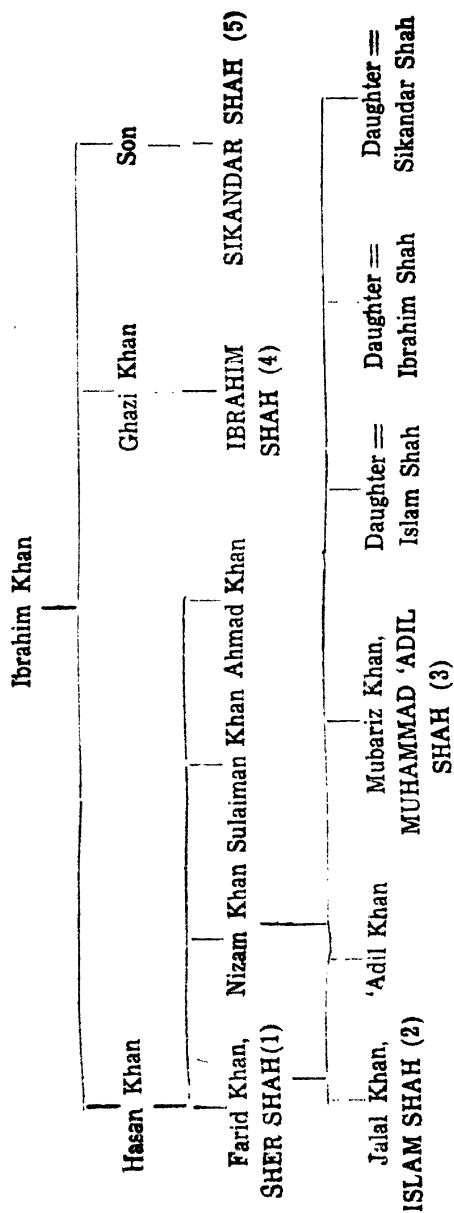 Ibrahim Khan
Hasan Khan Ghazi Khan Son
Farid Khan, Nizam Khan Sulaiman Khan Ahmad Khan IBRAHIM SIKANDAR SHAH (5)
SHER SHAH(1) SHAH (4)
Jalal Khan, 'Adil Khan Mubariz Khan, Daughter = Daughter = Daughter =
ISLAM SHAH (2) MUHAMMAD 'ADIL Islam Shah Ibrahim Shah Sikandar Shah
SHAH (3)